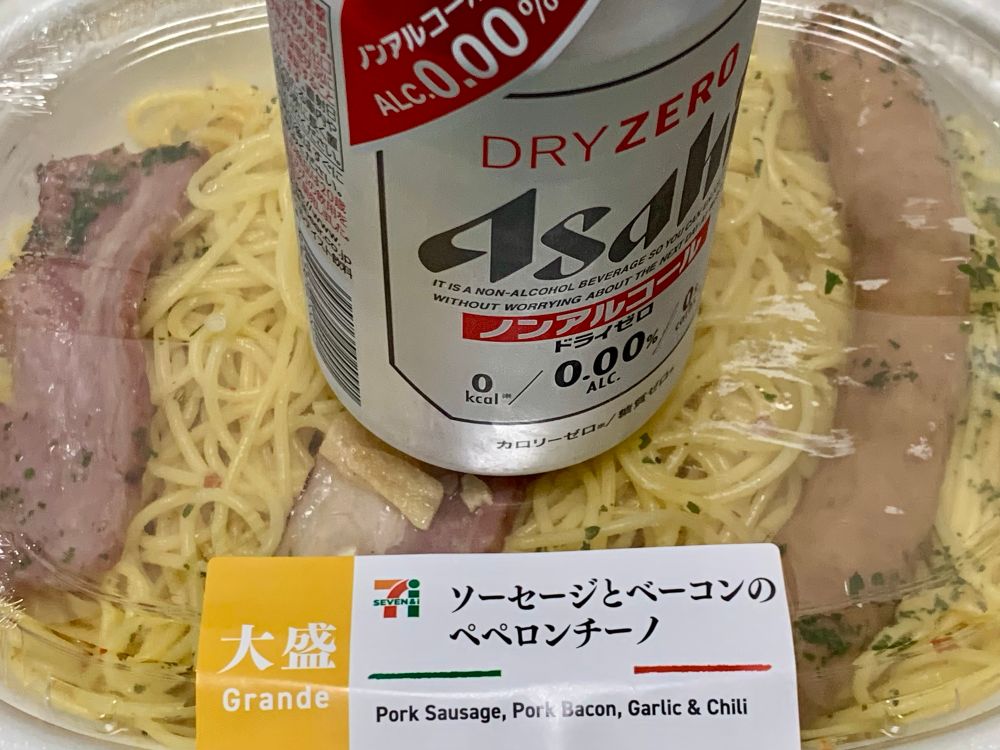 ノンアルコール
ALC.0.00%
DRY ZERO
Asahi
IT IS A NON-ALCOHOL BEVERAGE SO YOU CAN
WITHOUT WORRYING ABOUT THE NEXT
ノンアルコール
ドライゼロ
0 kcal※ / 0.00% ALC. /
カロリーゼロ※/糖質ゼロ※
SEVEN&i
ソーセージとベーコンの
ペペロンチーノ
大盛
Grande
Pork Sausage, Pork Bacon, Garlic & Chili